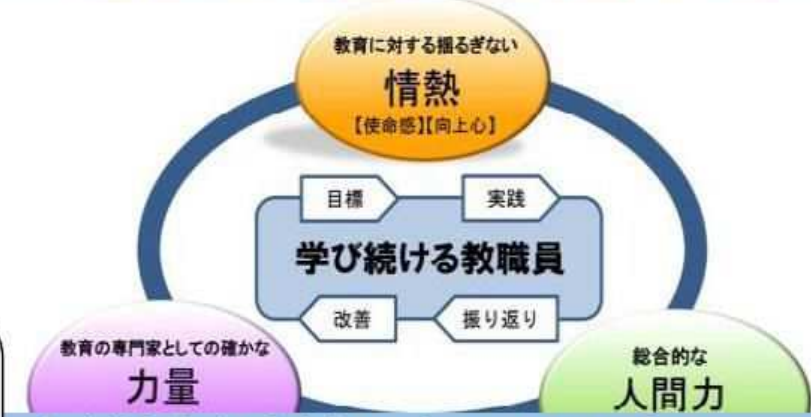 教育に対する揺るぎない
情熱
【使命感】【向上心】
目標
実践
学び続ける教職員
改善
振り返り
教育の専門家としての確かな
力量
総合的な
人間力